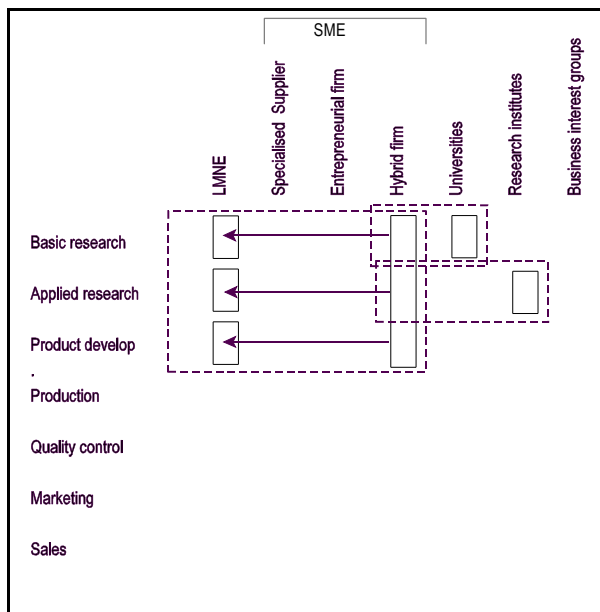 SME
LMNE
Specialised Supplier
Entrepreneurial firm
Hybrid firm
Universities
Research institutes
Business interest groups
Basic research
Applied research
Product develop
.
Production
Quality control
Marketing
Sales